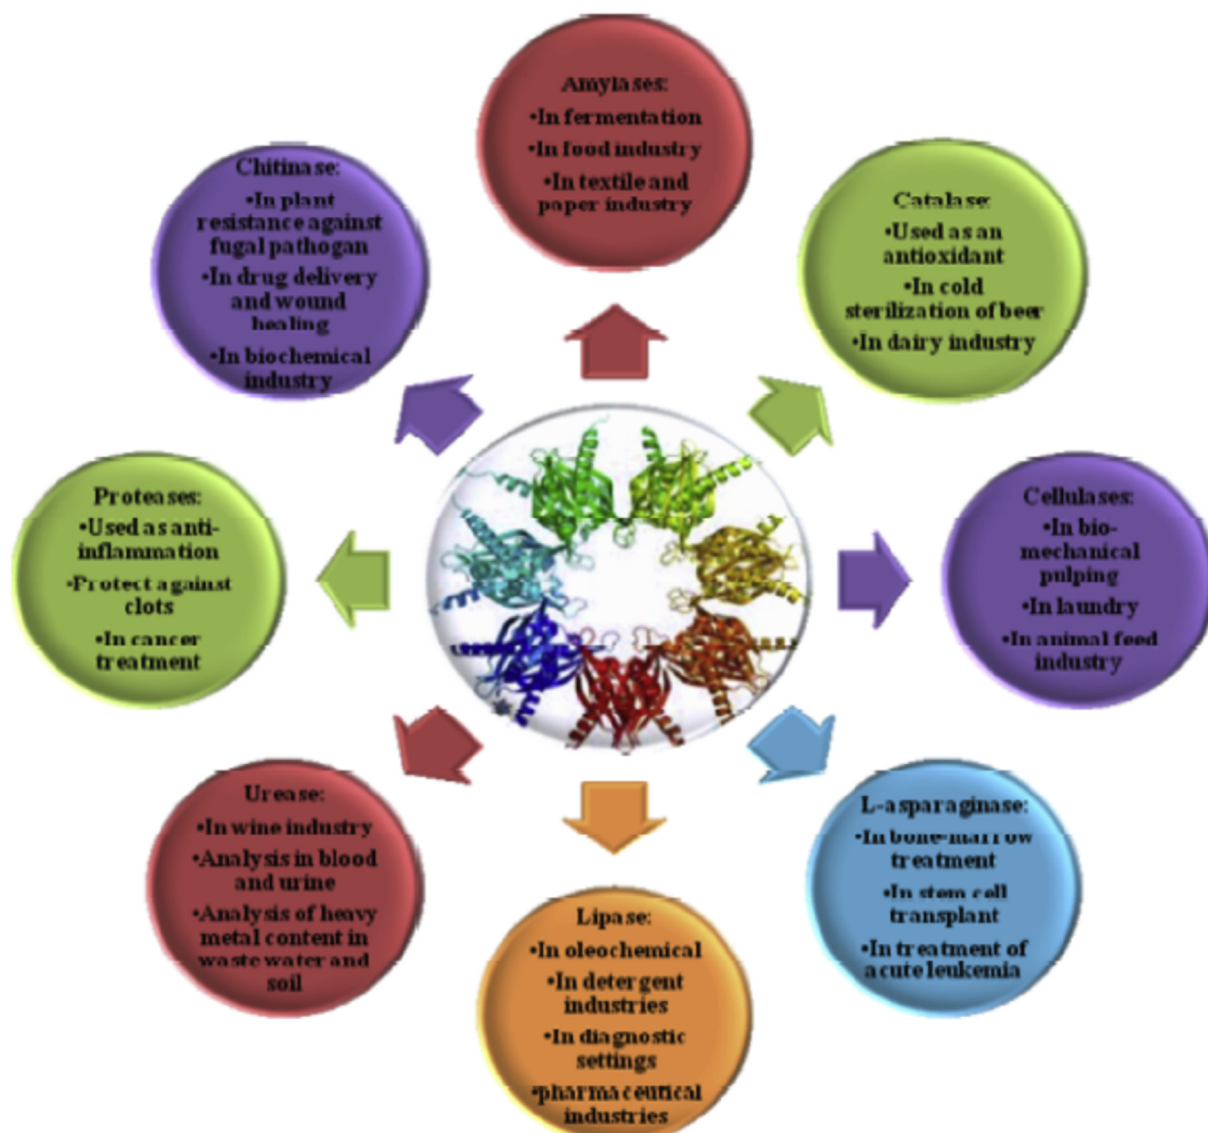 Amylases:
•In fermentation
•In food industry
•In textile and
paper industry
Catalase:
•Used as an
antioxidant
•In cold
sterilization of beer
•In dairy industry
Cellulases:
•In bio-
mechanical
pulping
•In laundry
•In animal feed
industry
L-asparaginase:
•In bone-marrow
treatment
•In stem cell
transplant
•In treatment of
acute leukemia
Lipase:
•In oleochemical
•In detergent
industries
•In diagnostic
settings
•pharmaceutical
industries
Urease:
•In wine industry
•Analysis in blood
and urine
•Analysis of heavy
metal content in
waste water and
soil
Proteases:
•Used as anti-
inflammation
•Protect against
clots
•In cancer
treatment
Chitinase:
•In plant
resistance against
fugal pathogan
•In drug delivery
and wound
healing
•In biochemical
industry